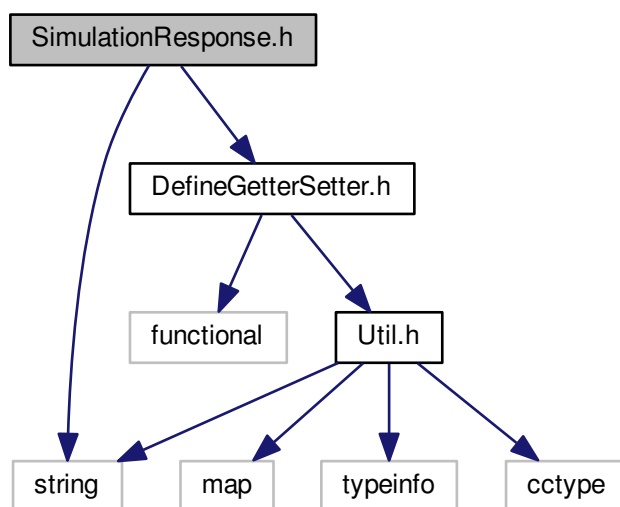 SimulationResponse.h
DefineGetterSetter.h
functional
Util.h
string
map
typeinfo
cctype